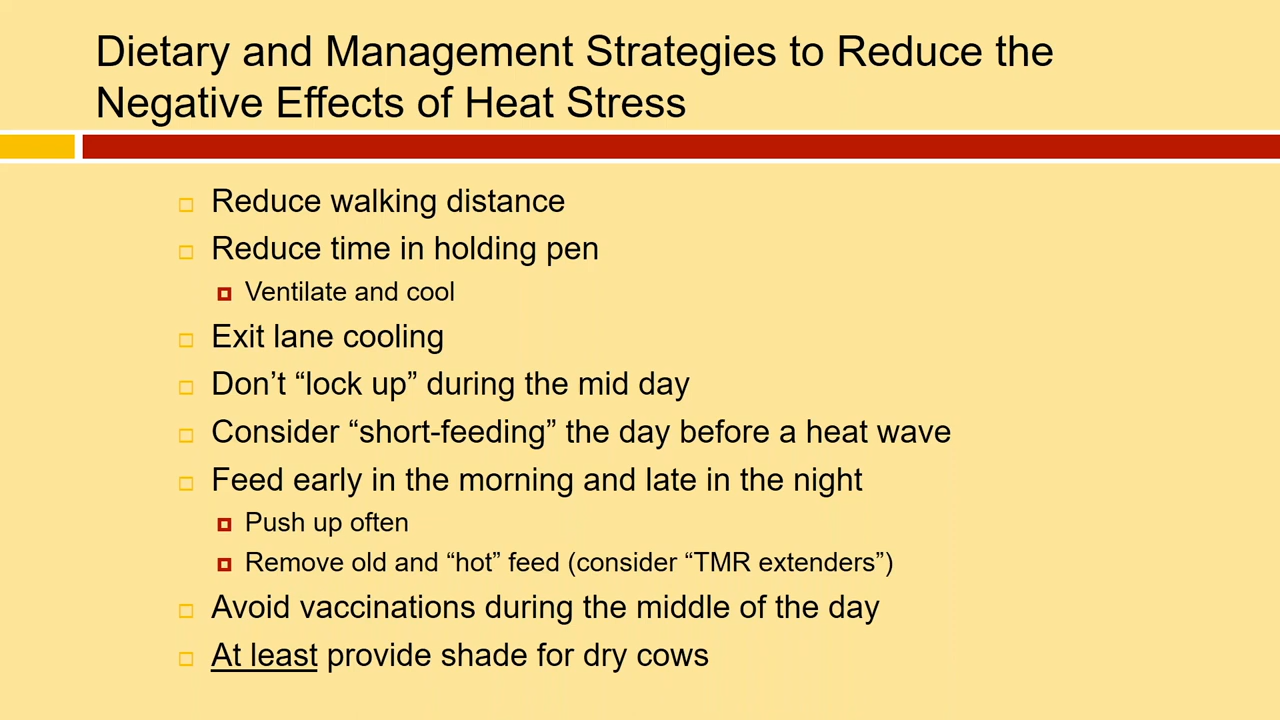 Dietary and Management Strategies to Reduce the
Negative Effects of Heat Stress
Reduce walking distance
Reduce time in holding pen
Ventilate and cool
Exit lane cooling
Don’t “lock up” during the mid day
Consider “short-feeding” the day before a heat wave
Feed early in the morning and late in the night
Push up often
Remove old and “hot” feed (consider “TMR extenders”)
Avoid vaccinations during the middle of the day
At least provide shade for dry cows